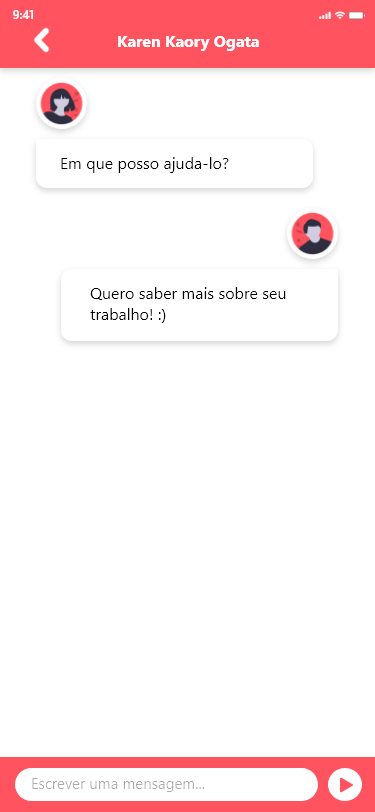 9:41
Karen Kaory Ogata
Em que posso ajuda-lo?
Quero saber mais sobre seu
trabalho! :)
Escrever uma mensagem...